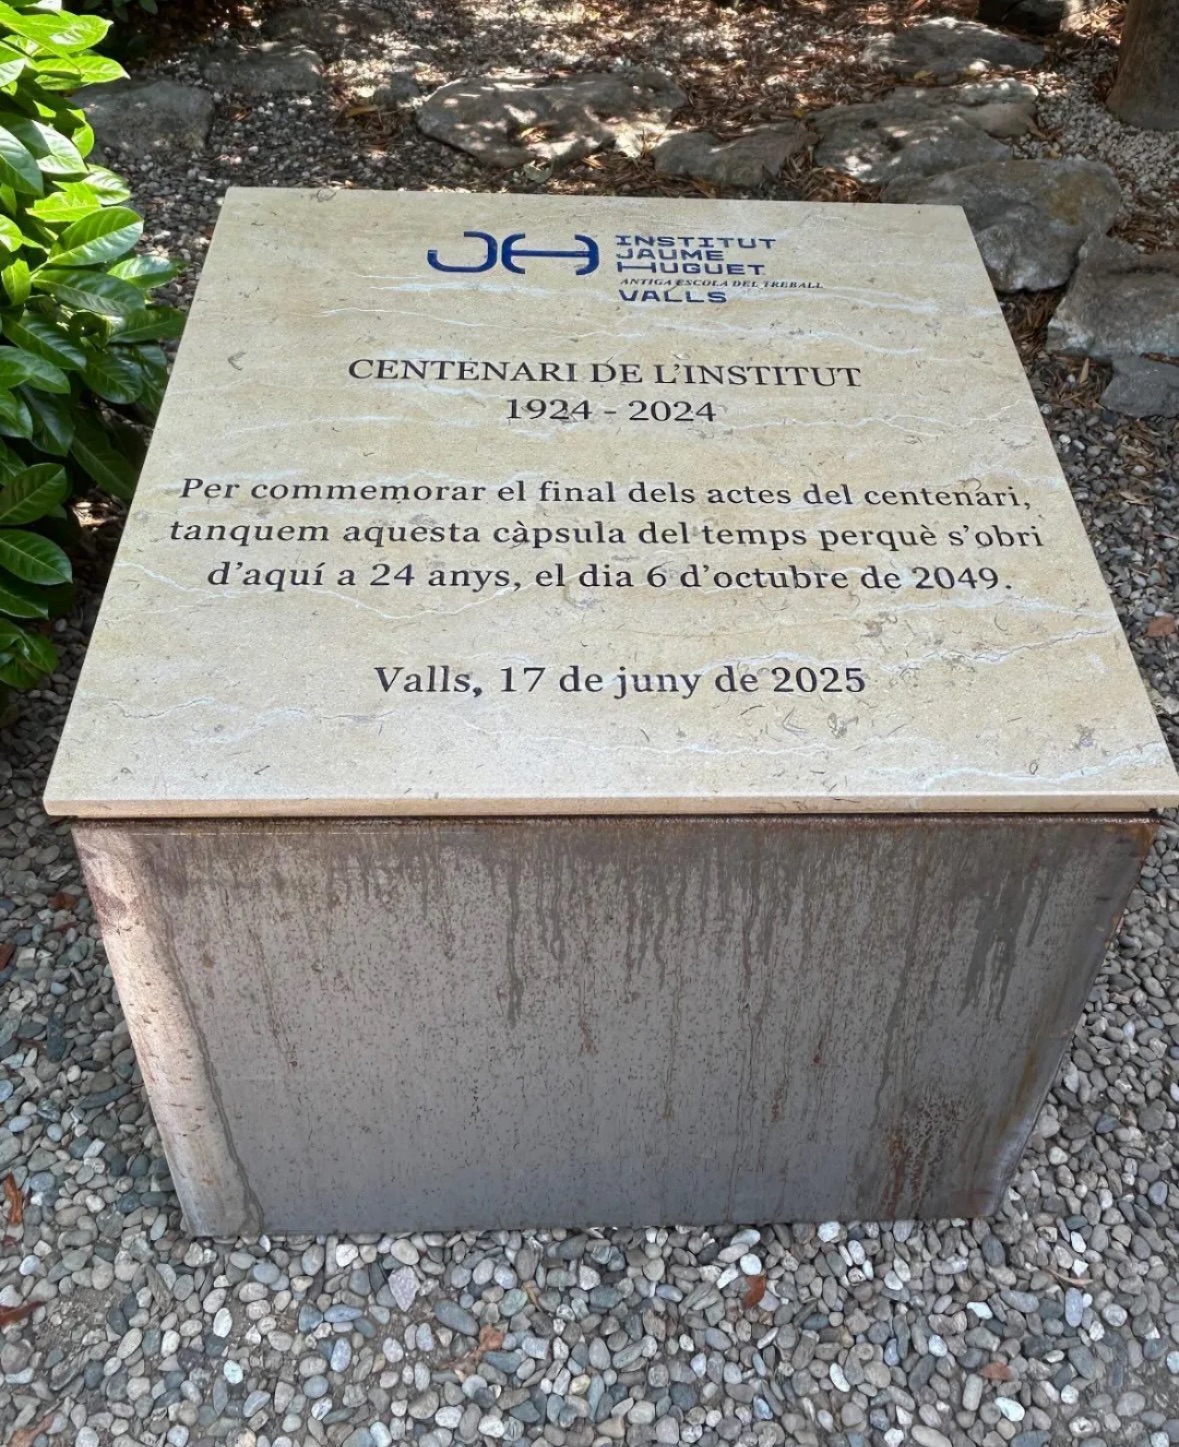 JH
INSTITUT
JAUME
HUGUET
ANTIGA ESCOLA DEL TREBALL
VALLS
CENTENARI DE L'INSTITUT
1924 - 2024
Per commemorar el final dels actes del centenari,
tanquem aquesta càpsula del temps perquè s'obri
d'aquí a 24 anys, el dia 6 d'octubre de 2049.
Valls, 17 de juny de 2025